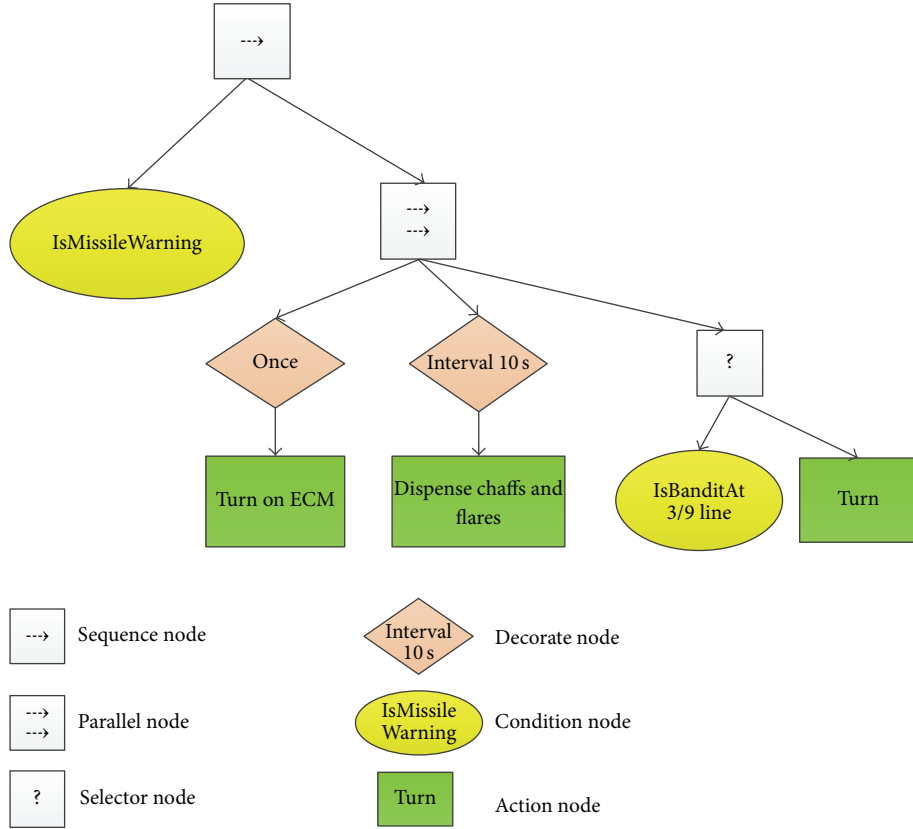 --->
IsMissileWarning
--->
--->
Once
Interval 10 s
?
Turn on ECM
Dispense chaffs and
flares
IsBanditAt
3/9 line
Turn
--->
Sequence node
Interval
10 s
Decorate node
--->
--->
Parallel node
IsMissile
Warning
Condition node
?
Selector node
Turn
Action node